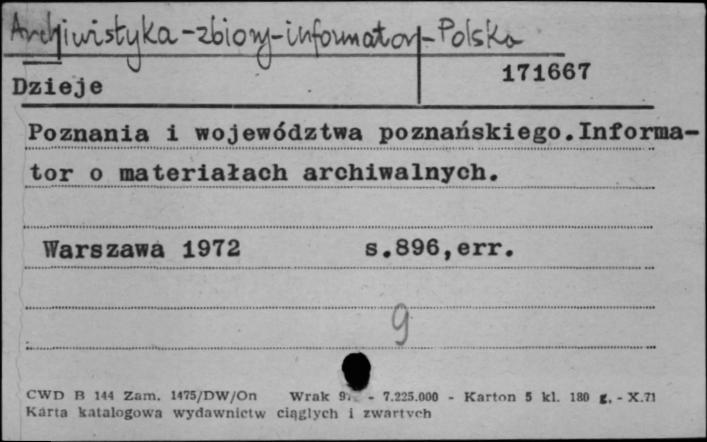 Archiwistyka-zbiory-informatory-Polska
171667
Dzieje
Poznania i województwa poznańskiego.Informa-
tor o materiałach archiwalnych.
Warszawa 1972 s.896,err.
9
CWD B 144 Zam. 1475/DW/On Wrak - 7.225.000 - Karton 5 kl. 180 g. - X.71
Karta katalogowa wydawnictw ciągłych i zwartych